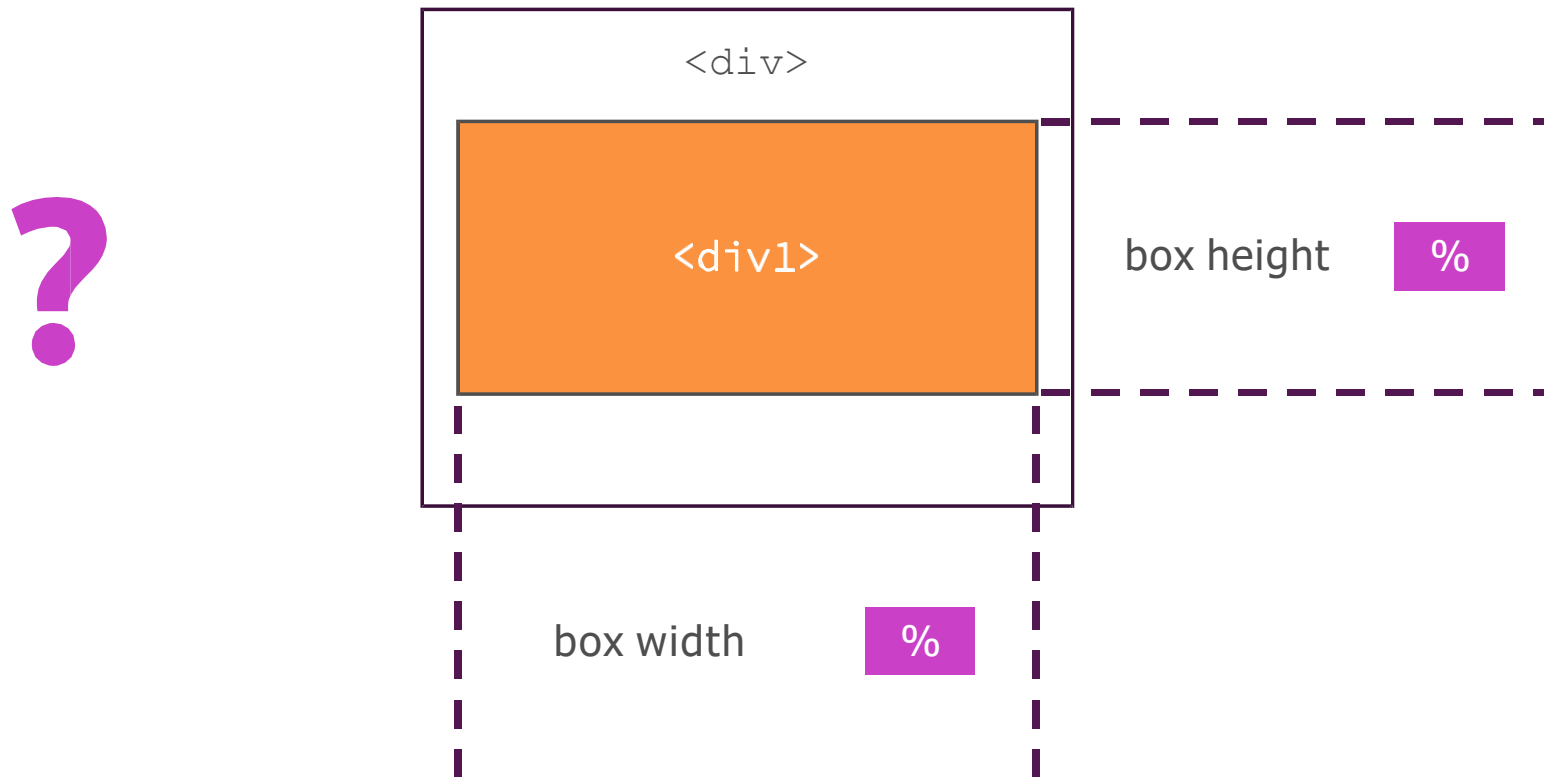 <div>
?
<div1>
box height %
box width %